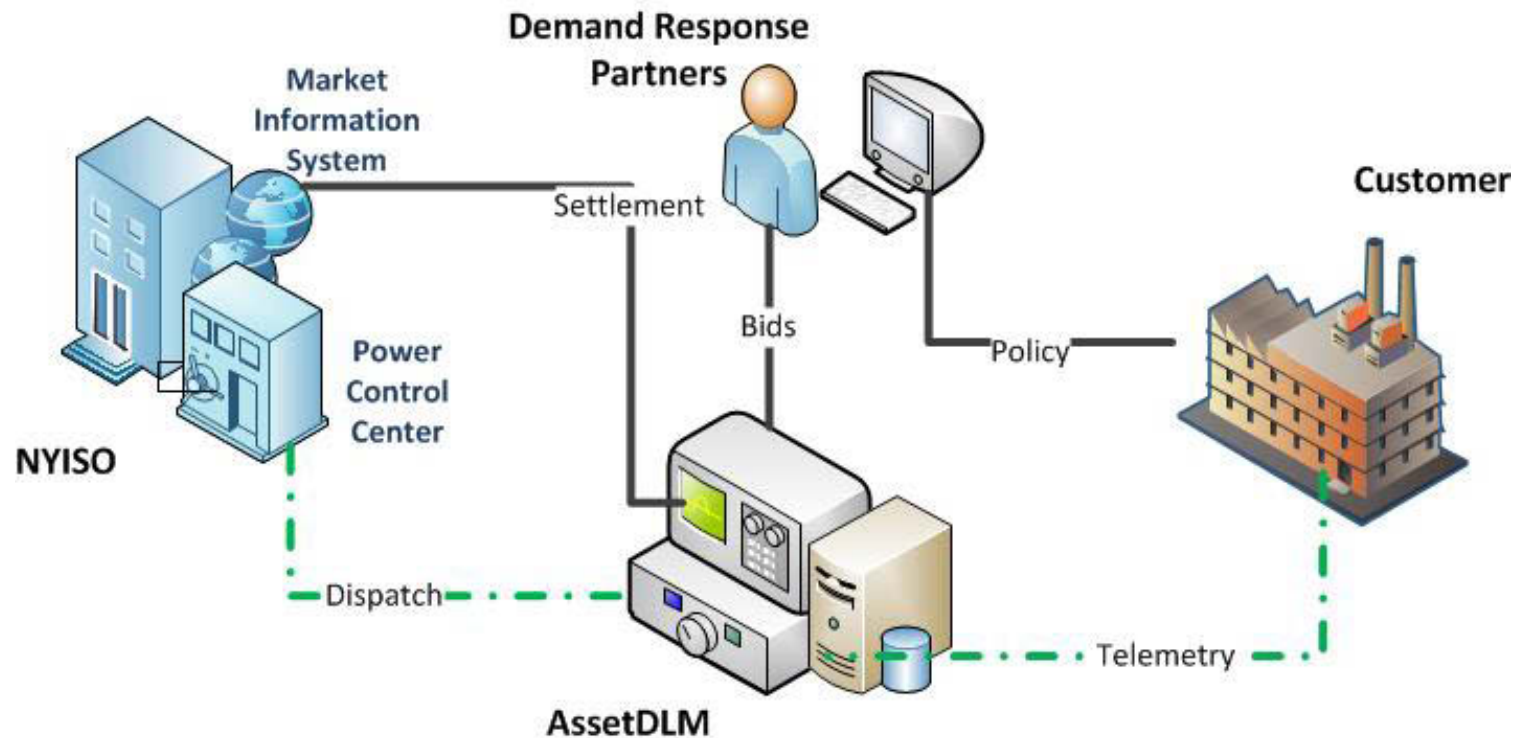 Demand Response
Partners
Market
Information
System
Settlement
Customer
Bids
Policy
Power
Control
Center
NYISO
Dispatch
Telemetry
AssetDLM